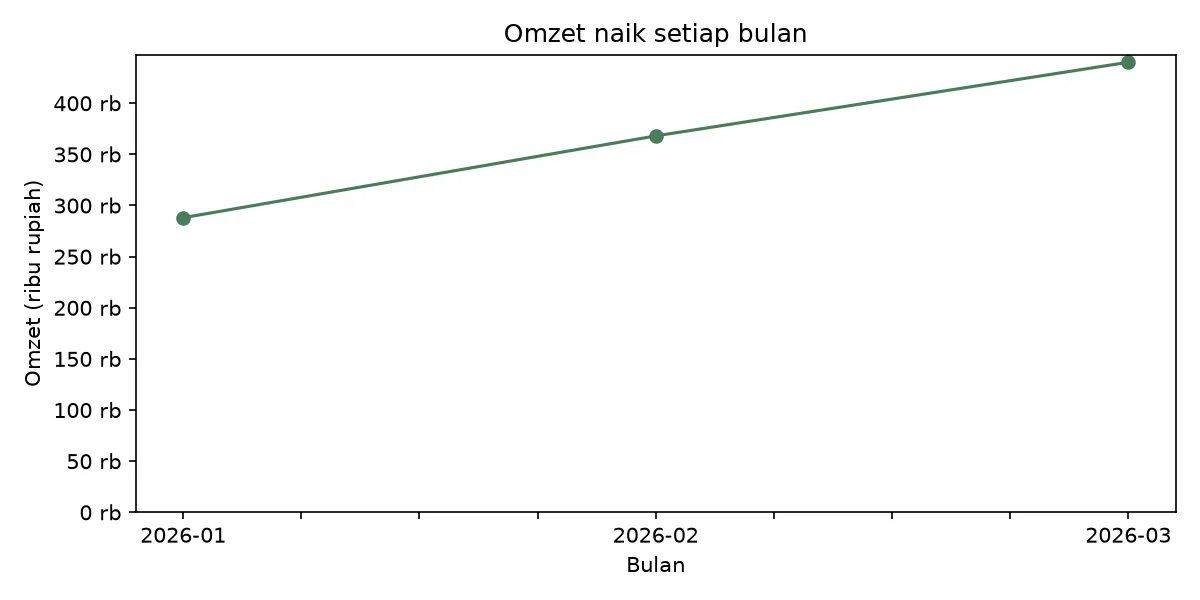 Omzet naik setiap bulan
Omzet (ribu rupiah)
400 rb
350 rb
300 rb
250 rb
200 rb
150 rb
100 rb
50 rb
0 rb
2026-01
2026-02
2026-03
Bulan